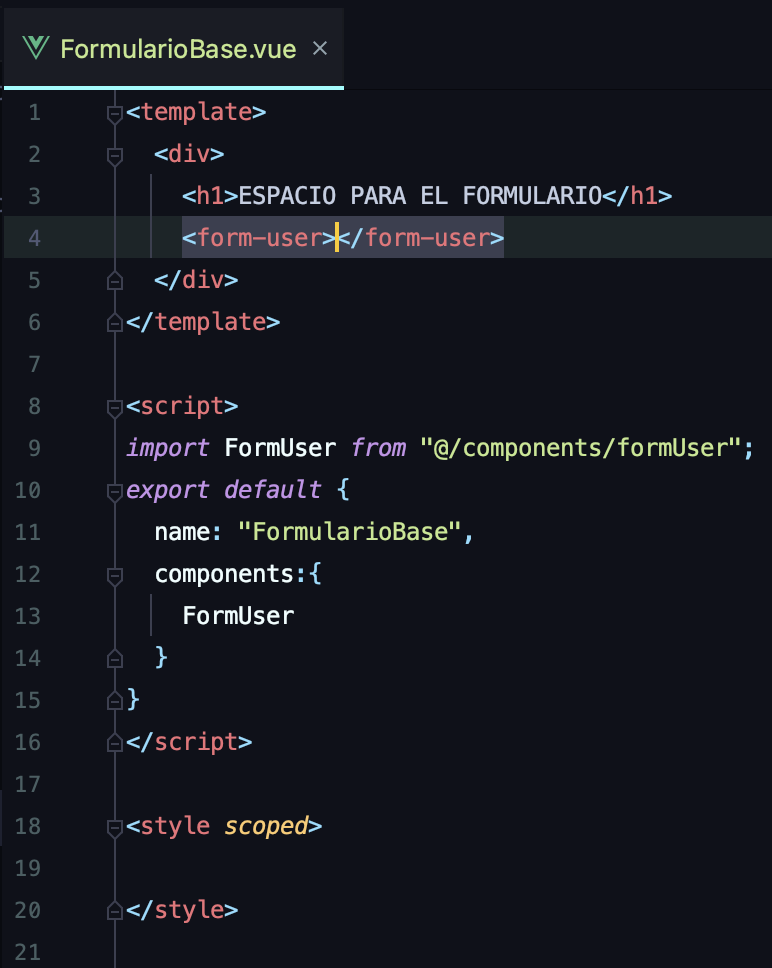 FormularioBase.vue ×
1 <template>
2   <div>
3     <h1>ESPACIO PARA EL FORMULARIO</h1>
4     <form-user></form-user>
5   </div>
6 </template>
7
8 <script>
9 import FormUser from "@/components/formUser";
10 export default {
11   name: "FormularioBase",
12   components:{
13     FormUser
14   }
15 }
16 </script>
17
18 <style scoped>
19
20 </style>
21